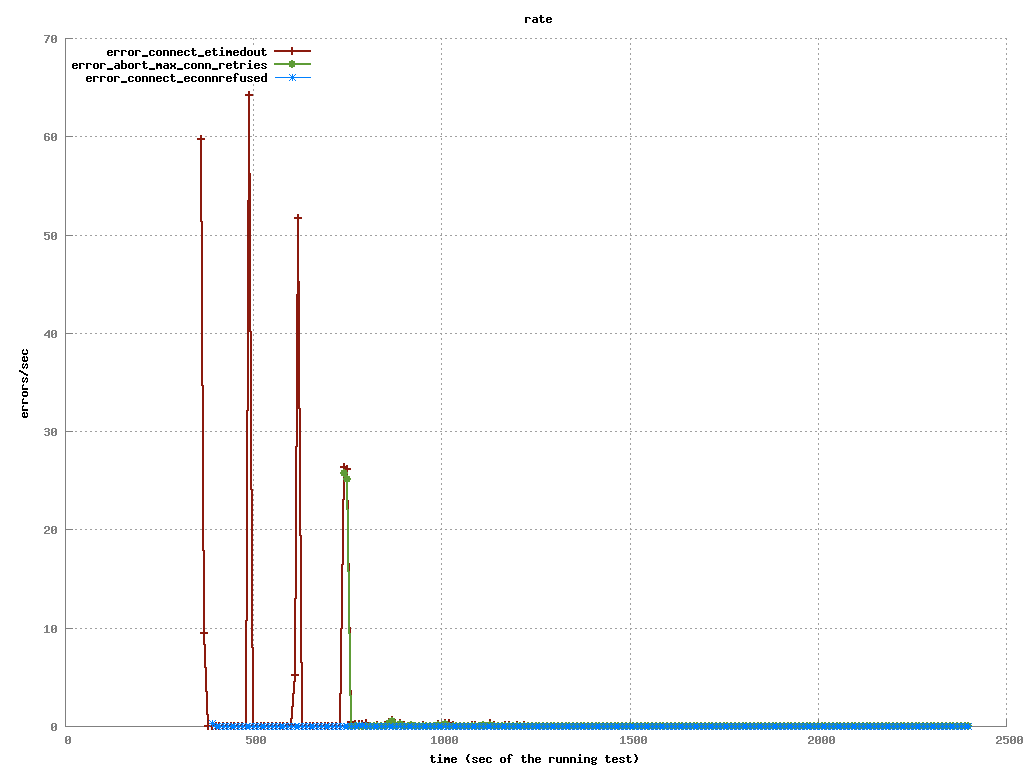 rate
error_connect_etimedout
error_abort_max_conn_retries
error_connect_econnrefused
70
60
50
40
30
20
10
0
errors/sec
0 500 1000 1500 2000 2500
time (sec of the running test)